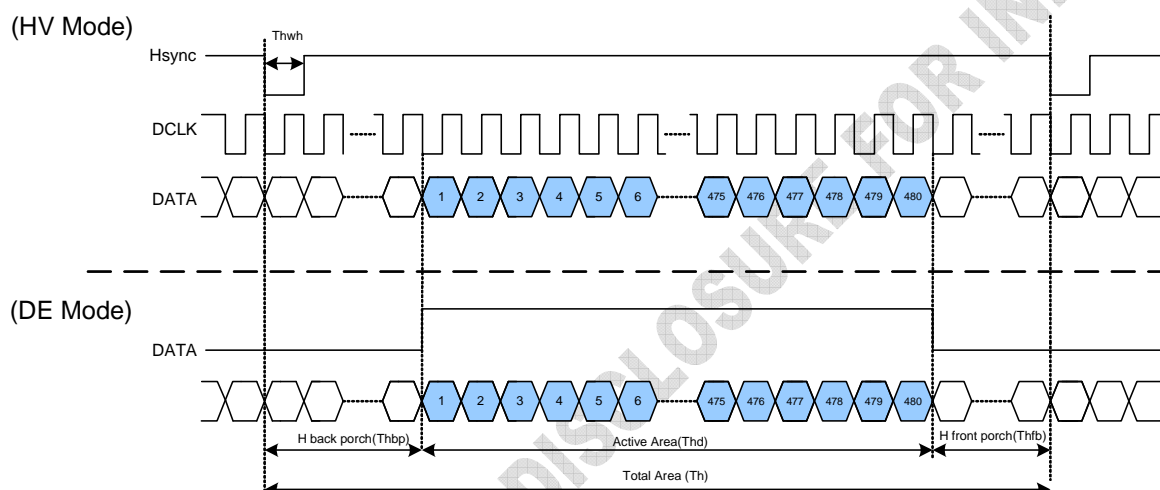 (HV Mode)
Thwh
Hsync
DCLK
DATA
1 2 3 4 5 6 475 476 477 478 479 480
(DE Mode)
DATA
1 2 3 4 5 6 475 476 477 478 479 480
H back porch(Thbp)
Active Area(Thd)
H front porch(Thfb)
Total Area (Th)
DISCLOSURE FOR